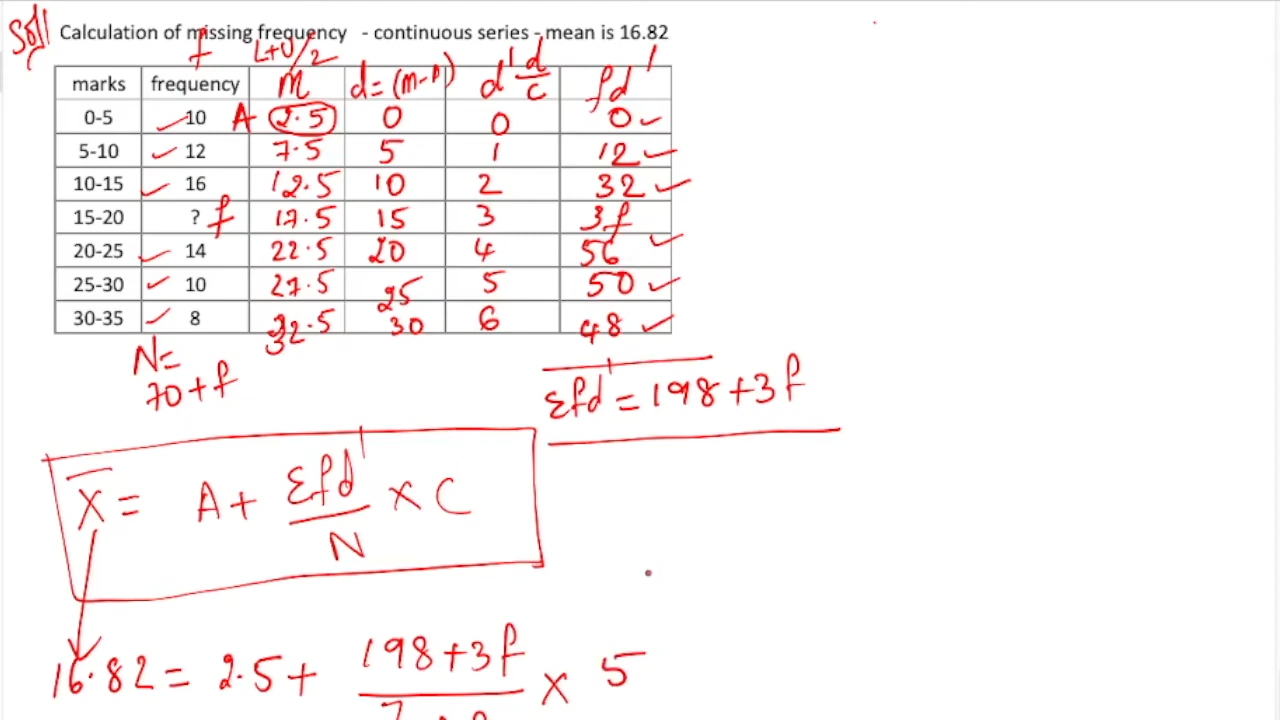 Soln Calculation of missing frequency - continuous series - mean is 16.82
f L+U/2
marks frequency m d=(m-A) d' d/c fd'
0-5 10 A 2.5 0 0 0
5-10 12 7.5 5 1 12
10-15 16 12.5 10 2 32
15-20 ? f 17.5 15 3 3f
20-25 14 22.5 20 4 56
25-30 10 27.5 25 5 50
30-35 8 32.5 30 6 48
N=
70+f
Σfd' = 198+3f
X̄ = A + Σfd'/N × C
16.82 = 2.5 + 198+3f × 5